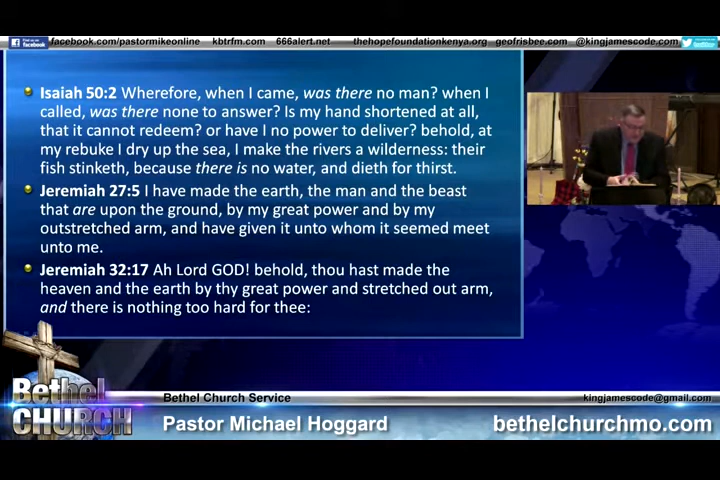 Find us on facebook facebook.com/pastormikeonline kbtrfm.com 666alert.net thehopefoundationkenya.org geofrisbee.com @kingjamescode.com twitter
Isaiah 50:2 Wherefore, when I came, was there no man? when I
called, was there none to answer? Is my hand shortened at all,
that it cannot redeem? or have I no power to deliver? behold, at
my rebuke I dry up the sea, I make the rivers a wilderness: their
fish stinketh, because there is no water, and dieth for thirst.
Jeremiah 27:5 I have made the earth, the man and the beast
that are upon the ground, by my great power and by my
outstretched arm, and have given it unto whom it seemed meet
unto me.
Jeremiah 32:17 Ah Lord GOD! behold, thou hast made the
heaven and the earth by thy great power and stretched out arm,
and there is nothing too hard for thee:
Bethel
CHURCH
Bethel Church Service kingjamescode@gmail.com
Pastor Michael Hoggard bethelchurchmo.com